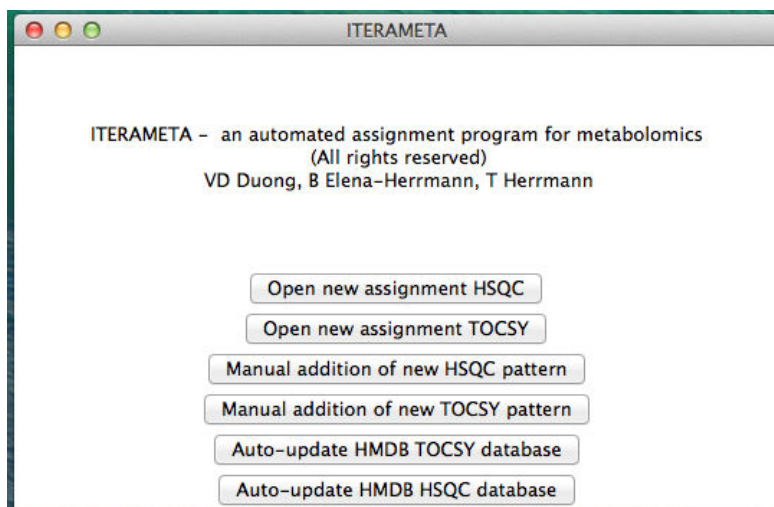 ITERAMETA
ITERAMETA – an automated assignment program for metabolomics
(All rights reserved)
VD Duong, B Elena–Herrmann, T Herrmann
Open new assignment HSQC
Open new assignment TOCSY
Manual addition of new HSQC pattern
Manual addition of new TOCSY pattern
Auto–update HMDB TOCSY database
Auto–update HMDB HSQC database